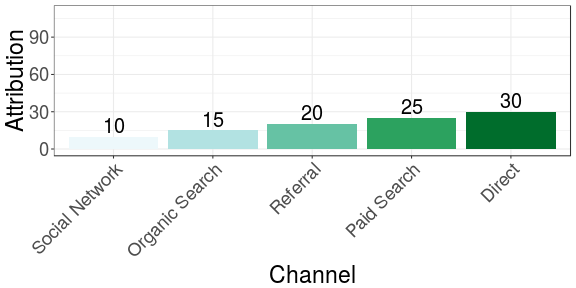 Attribution
90
60
30
0
10
15
20
25
30
Social Network
Organic Search
Referral
Paid Search
Direct
Channel